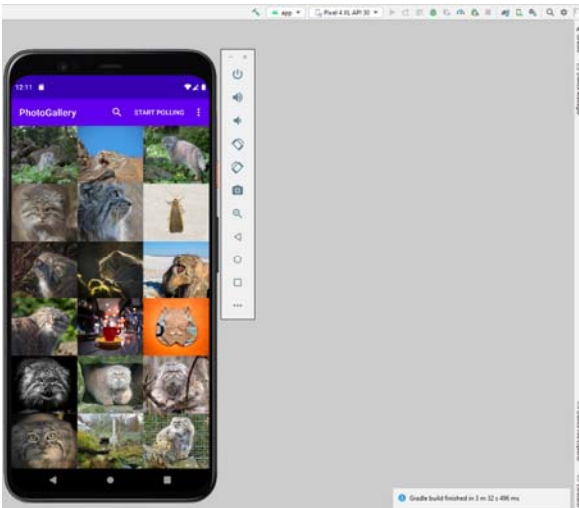 app
Pixel 4 XL API 30
12:11
PhotoGallery
START POLLING
Gradle build finished in 3 m 32 s 496 ms